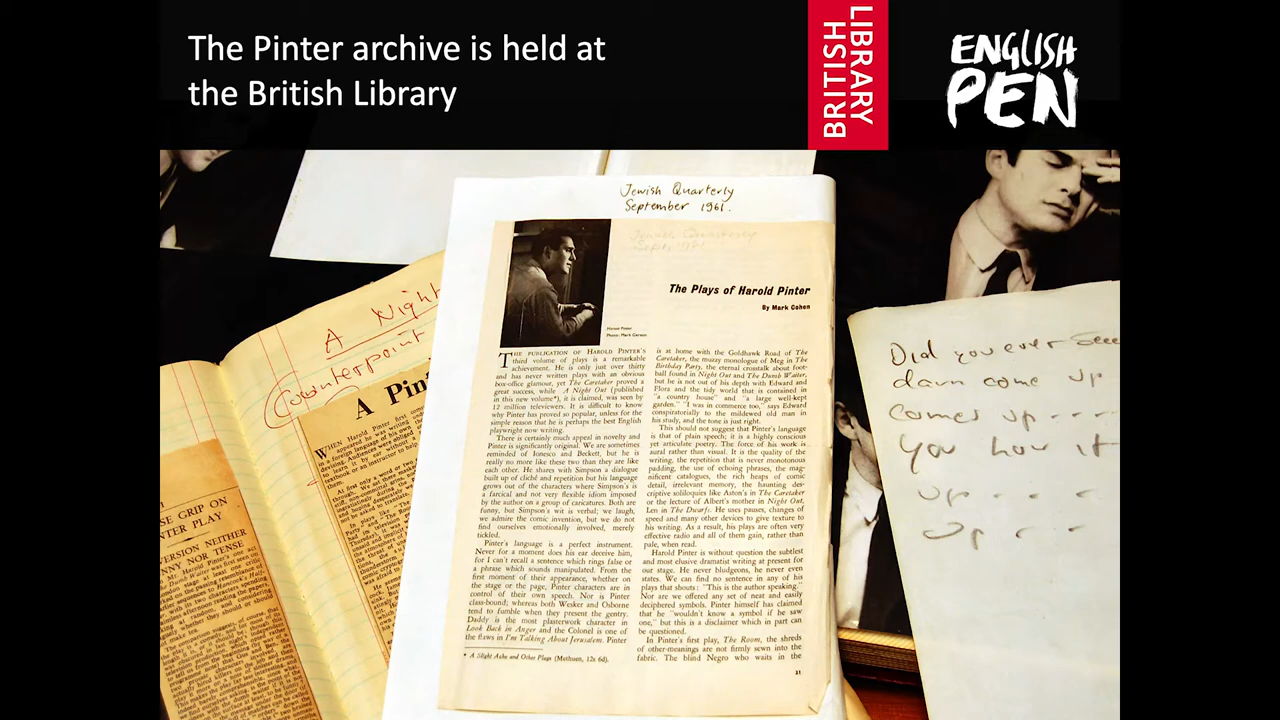 The Pinter archive is held at
the British Library
BRITISH
LIBRARY
ENGLISH
PEN
Jewish Quarterly
September 1961.
The Plays of Harold Pinter
By Mark Cohen
Harold Pinter
Photo: Mark Gerson
THE PUBLICATION OF HAROLD PINTER'S
third volume of plays is a remarkable
achievement. He is only just over thirty
and has never written plays with an obvious
box-office glamour, yet The Caretaker proved a
great success, while A Night Out (published
in this new volume*), it is claimed, was seen by
12 million televiewers. It is difficult to know
why Pinter has proved so popular, unless for the
simple reason that he is perhaps the best English
playwright now writing.
There is certainly much appeal in novelty and
Pinter is significantly original. We are sometimes
reminded of Ionesco and Beckett, but he is
really no more like these two than they are like
each other. He shares with Simpson a dialogue
built up of cliché and repetition but his language
grows out of the characters where Simpson's is
a farcical and not very flexible idiom imposed
by the author on a group of caricatures. Both are
funny, but Simpson's wit is verbal; we laugh,
we admire the comic invention, but we do not
find ourselves emotionally involved, merely
tickled.
Pinter's language is a perfect instrument.
Never for a moment does his ear deceive him,
for I can't recall a sentence which rings false or
a phrase which sounds manipulated. From the
first moment of their appearance, whether on
the stage or the page, Pinter characters are in
control of their own speech. Nor is Pinter
class-bound; whereas both Wesker and Osborne
tend to fumble when they present the gentry.
Daddy is the most plasterwork character in
Look Back in Anger and the Colonel is one of
the flaws in I'm Talking About Jerusalem. Pinter
* A Slight Ache and Other Plays (Methuen, 12s 6d).
is at home with the Goldhawk Road of The
Caretaker, the muzzy monologue of Meg in The
Birthday Party, the eternal crosstalk about foot-
ball found in Night Out and The Dumb Waiter,
but he is not out of his depth with Edward and
Flora and the tidy world that is contained in
"a country house" and "a large well-kept
garden." "I was in commerce too," says Edward
conspiratorially to the mildewed old man in
his study, and the tone is just right.
This should not suggest that Pinter's language
is that of plain speech; it is a highly conscious
yet articulate poetry. The force of his work is
aural rather than visual. It is the quality of the
writing, the repetition that is never monotonous
padding, the use of echoing phrases, the mag-
nificent catalogues, the rich heaps of comic
detail, irrelevant memory, the haunting des-
criptive soliloquies like Aston's in The Caretaker
or the lecture of Albert's mother in Night Out,
Len in The Dwarfs. He uses pauses, changes of
speed and many other devices to give texture to
his writing. As a result, his plays are often very
effective radio and all of them gain, rather than
pale, when read.
Harold Pinter is without question the subtlest
and most elusive dramatist writing at present for
our stage. He never bludgeons, he never even
states. We can find no sentence in any of his
plays that shouts: "This is the author speaking."
Nor are we offered any set of neat and easily
deciphered symbols. Pinter himself has claimed
that he "wouldn't know a symbol if he saw
one," but this is a disclaimer which in part can
be questioned.
In Pinter's first play, The Room, the shreds
of other-meanings are not firmly sewn into the
fabric. The blind Negro who waits in the
31
A Night
Counterpoint
A Pin
WHEN Harold Pinter first
SE GRIP ON
NTER PLAY
ERSION NEITHER
NNY NOR TENSE
Did you ever see
dawn come up
comes up ----
You how it
up ----
up ---